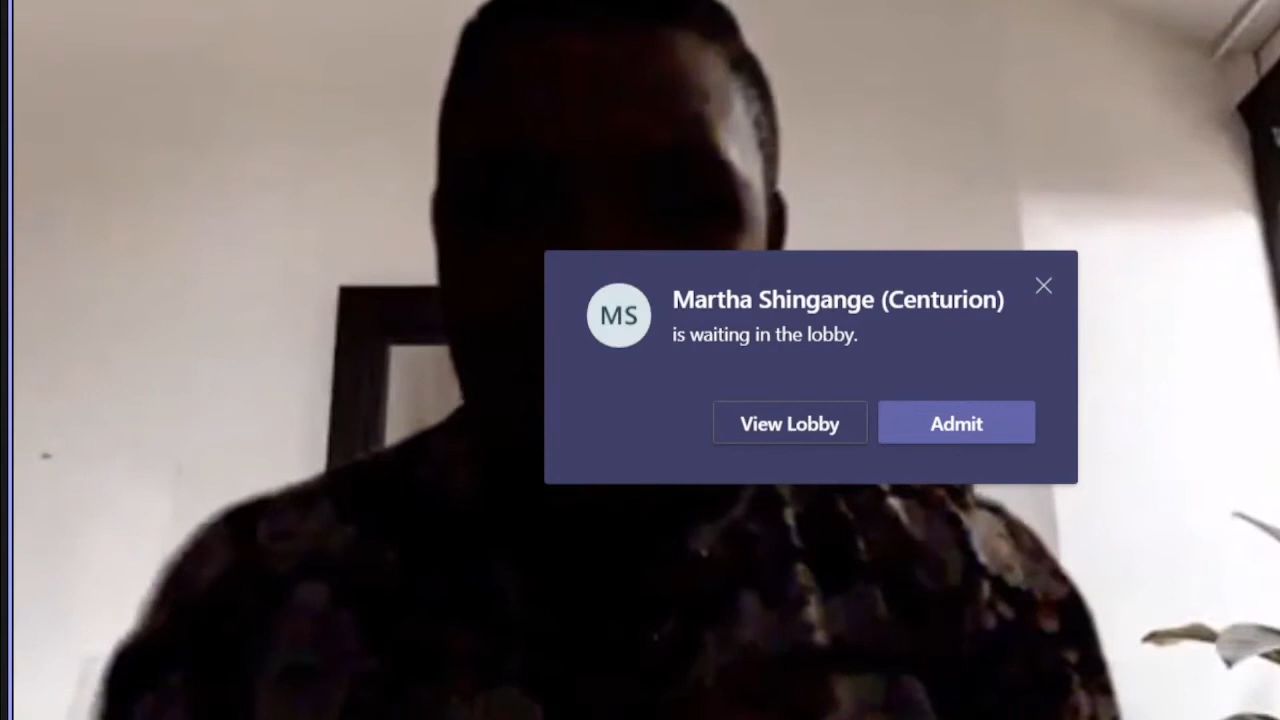 MS
Martha Shingange (Centurion)
is waiting in the lobby.
View Lobby
Admit